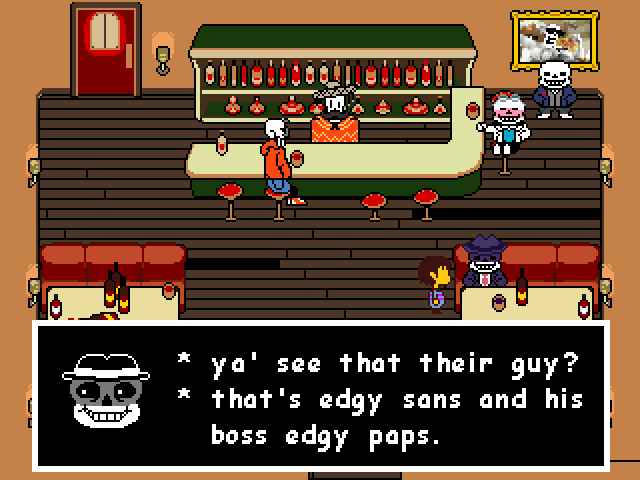 * ya' see that their guy?
* that's edgy sans and his
boss edgy paps.